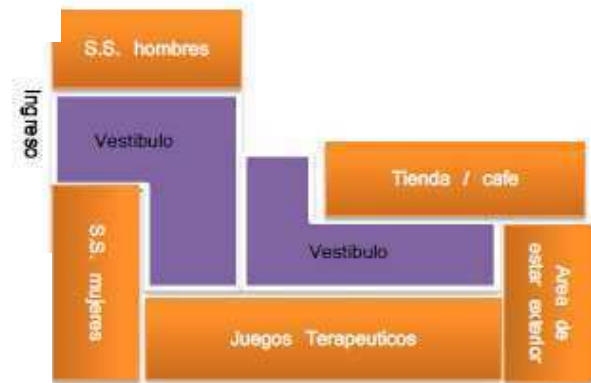 S.S. hombres
Ingreso
Vestibulo
Tienda / cafe
S.S. mujeres
Vestibulo
Area de
estar exterior
Juegos Terapeuticos